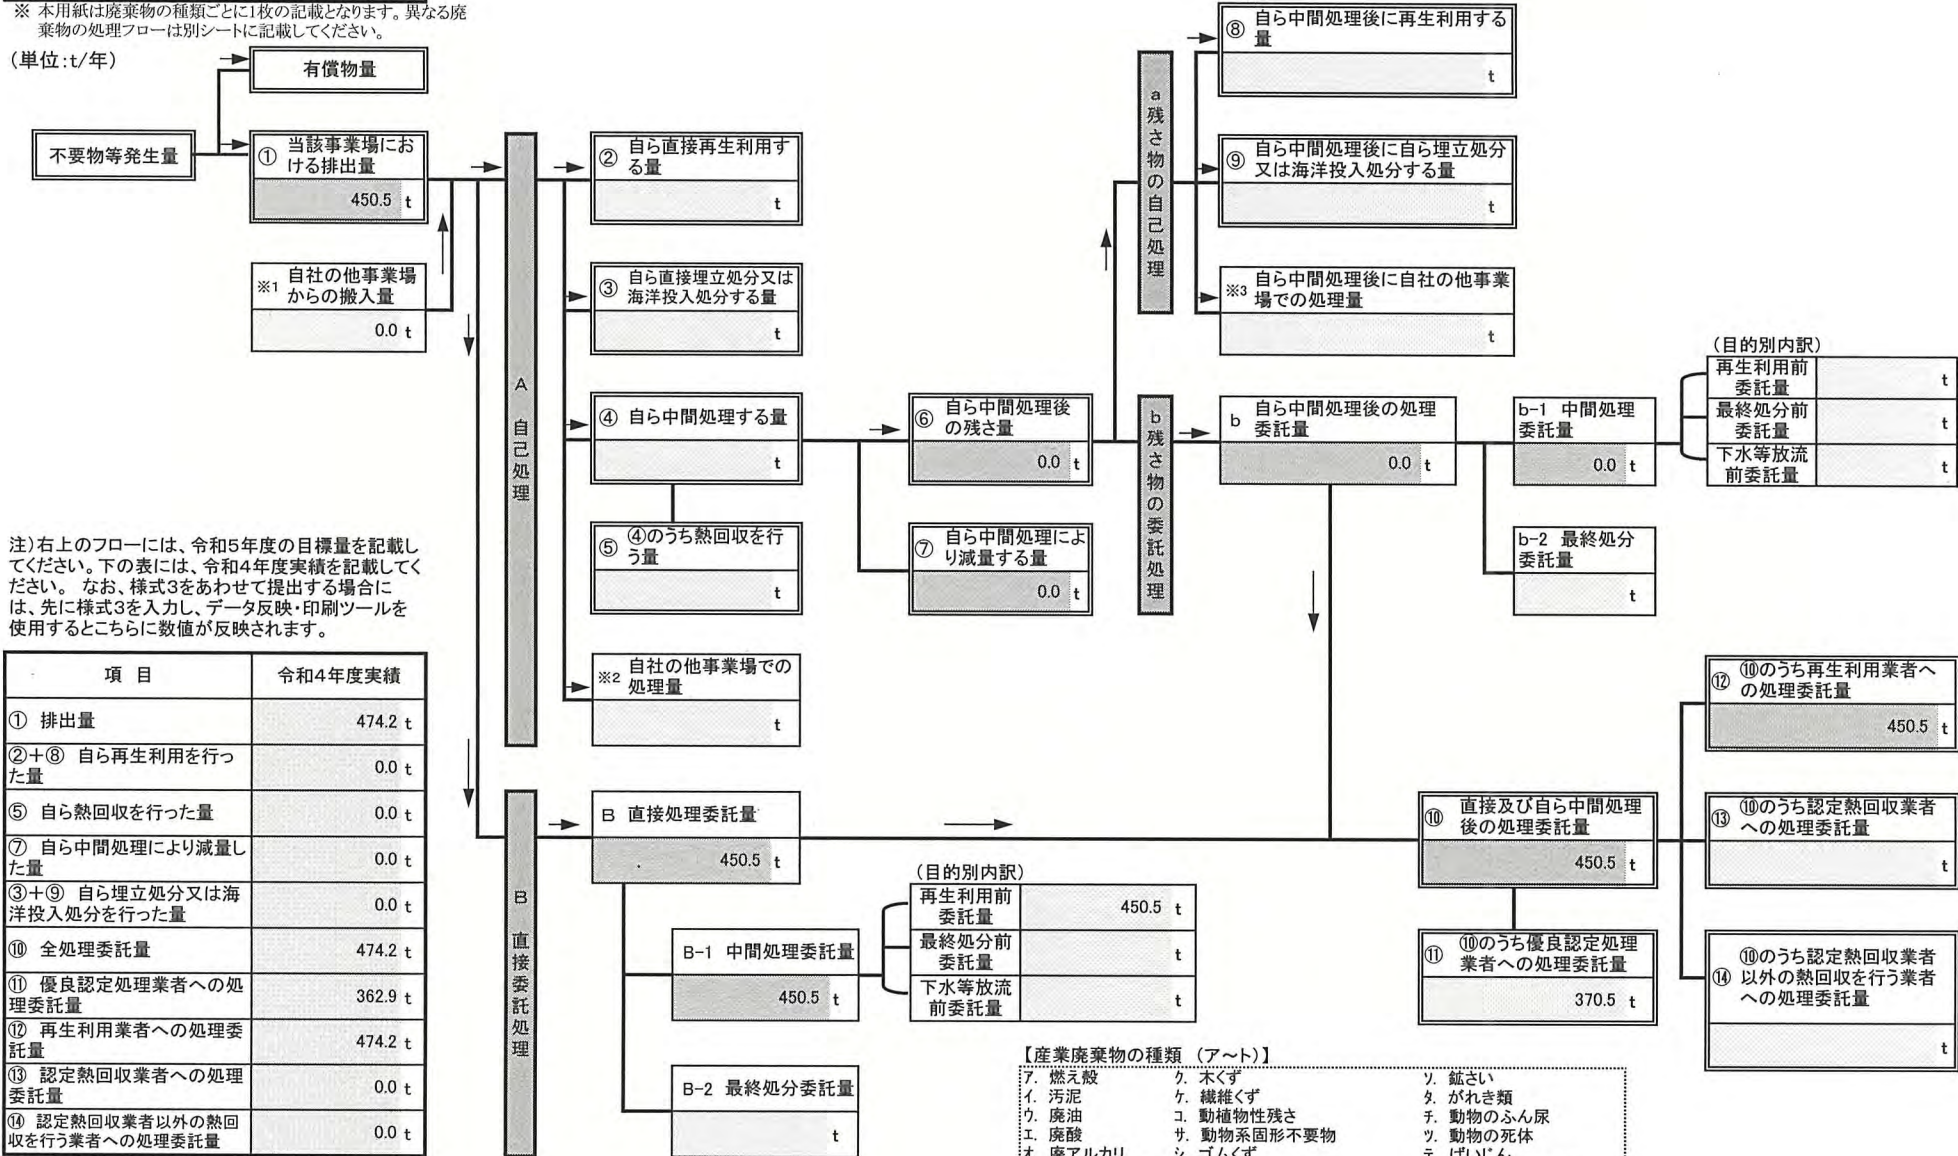 ※ 本用紙は廃棄物の種類ごとに1枚の記載となります。異なる廃
棄物の処理フローは別シートに記載してください。
(単位:t/年)
有償物量
不要物等発生量
① 当該事業場にお
ける排出量
450.5 t
※1 自社の他事業場
からの搬入量
0.0 t
A 自己処理
② 自ら直接再生利用す
る量
t
③ 自ら直接埋立処分又は
海洋投入処分する量
t
④ 自ら中間処理する量
t
⑤ ④のうち熱回収を行
う量
t
※2 自社の他事業場での
処理量
t
⑥ 自ら中間処理後
の残さ量
0.0 t
⑦ 自ら中間処理によ
り減量する量
0.0 t
a 残さ物の自己処理
⑧ 自ら中間処理後に再生利用する
量
t
⑨ 自ら中間処理後に自ら埋立処分
又は海洋投入処分する量
t
※3 自ら中間処理後に自社の他事業
場での処理量
t
b 残さ物の委託処理
b 自ら中間処理後の処理
委託量
0.0 t
b-1 中間処理
委託量
0.0 t
(目的別内訳)
再生利用前
委託量
t
最終処分前
委託量
t
下水等放流
前委託量
t
b-2 最終処分
委託量
t
注)右上のフローには、令和5年度の目標量を記載し
てください。下の表には、令和4年度実績を記載してく
ださい。 なお、様式3をあわせて提出する場合に
は、先に様式3を入力し、データ反映・印刷ツールを
使用するとこちらに数値が反映されます。
項 目 令和4年度実績
① 排出量 474.2 t
②+⑧ 自ら再生利用を行っ
た量 0.0 t
⑤ 自ら熱回収を行った量 0.0 t
⑦ 自ら中間処理により減量し
た量 0.0 t
③+⑨ 自ら埋立処分又は海
洋投入処分を行った量 0.0 t
⑩ 全処理委託量 474.2 t
⑪ 優良認定処理業者への処
理委託量 362.9 t
⑫ 再生利用業者への処理委
託量 474.2 t
⑬ 認定熱回収業者への処理
委託量 0.0 t
⑭ 認定熱回収業者以外の熱回
収を行う業者への処理委託量 0.0 t
B 直接委託処理
B 直接処理委託量
450.5 t
B-1 中間処理委託量
450.5 t
(目的別内訳)
再生利用前
委託量
450.5 t
最終処分前
委託量
t
下水等放流
前委託量
t
B-2 最終処分委託量
t
⑩ 直接及び自ら中間処理
後の処理委託量
450.5 t
⑪ ⑩のうち優良認定処理
業者への処理委託量
370.5 t
⑫ ⑩のうち再生利用業者へ
の処理委託量
450.5 t
⑬ ⑩のうち認定熱回収業者
への処理委託量
t
⑭ ⑩のうち認定熱回収業者
以外の熱回収を行う業者
への処理委託量
t
【産業廃棄物の種類 (ア~ト)】
ア. 燃え殻 ク. 木くず ソ. 鉱さい
イ. 汚泥 ケ. 繊維くず タ. がれき類
ウ. 廃油 コ. 動植物性残さ チ. 動物のふん尿
エ. 廃酸 サ. 動物系固形不要物 ツ. 動物の死体
オ. 廃アルカリ シ. ゴムくず テ. ばいじん